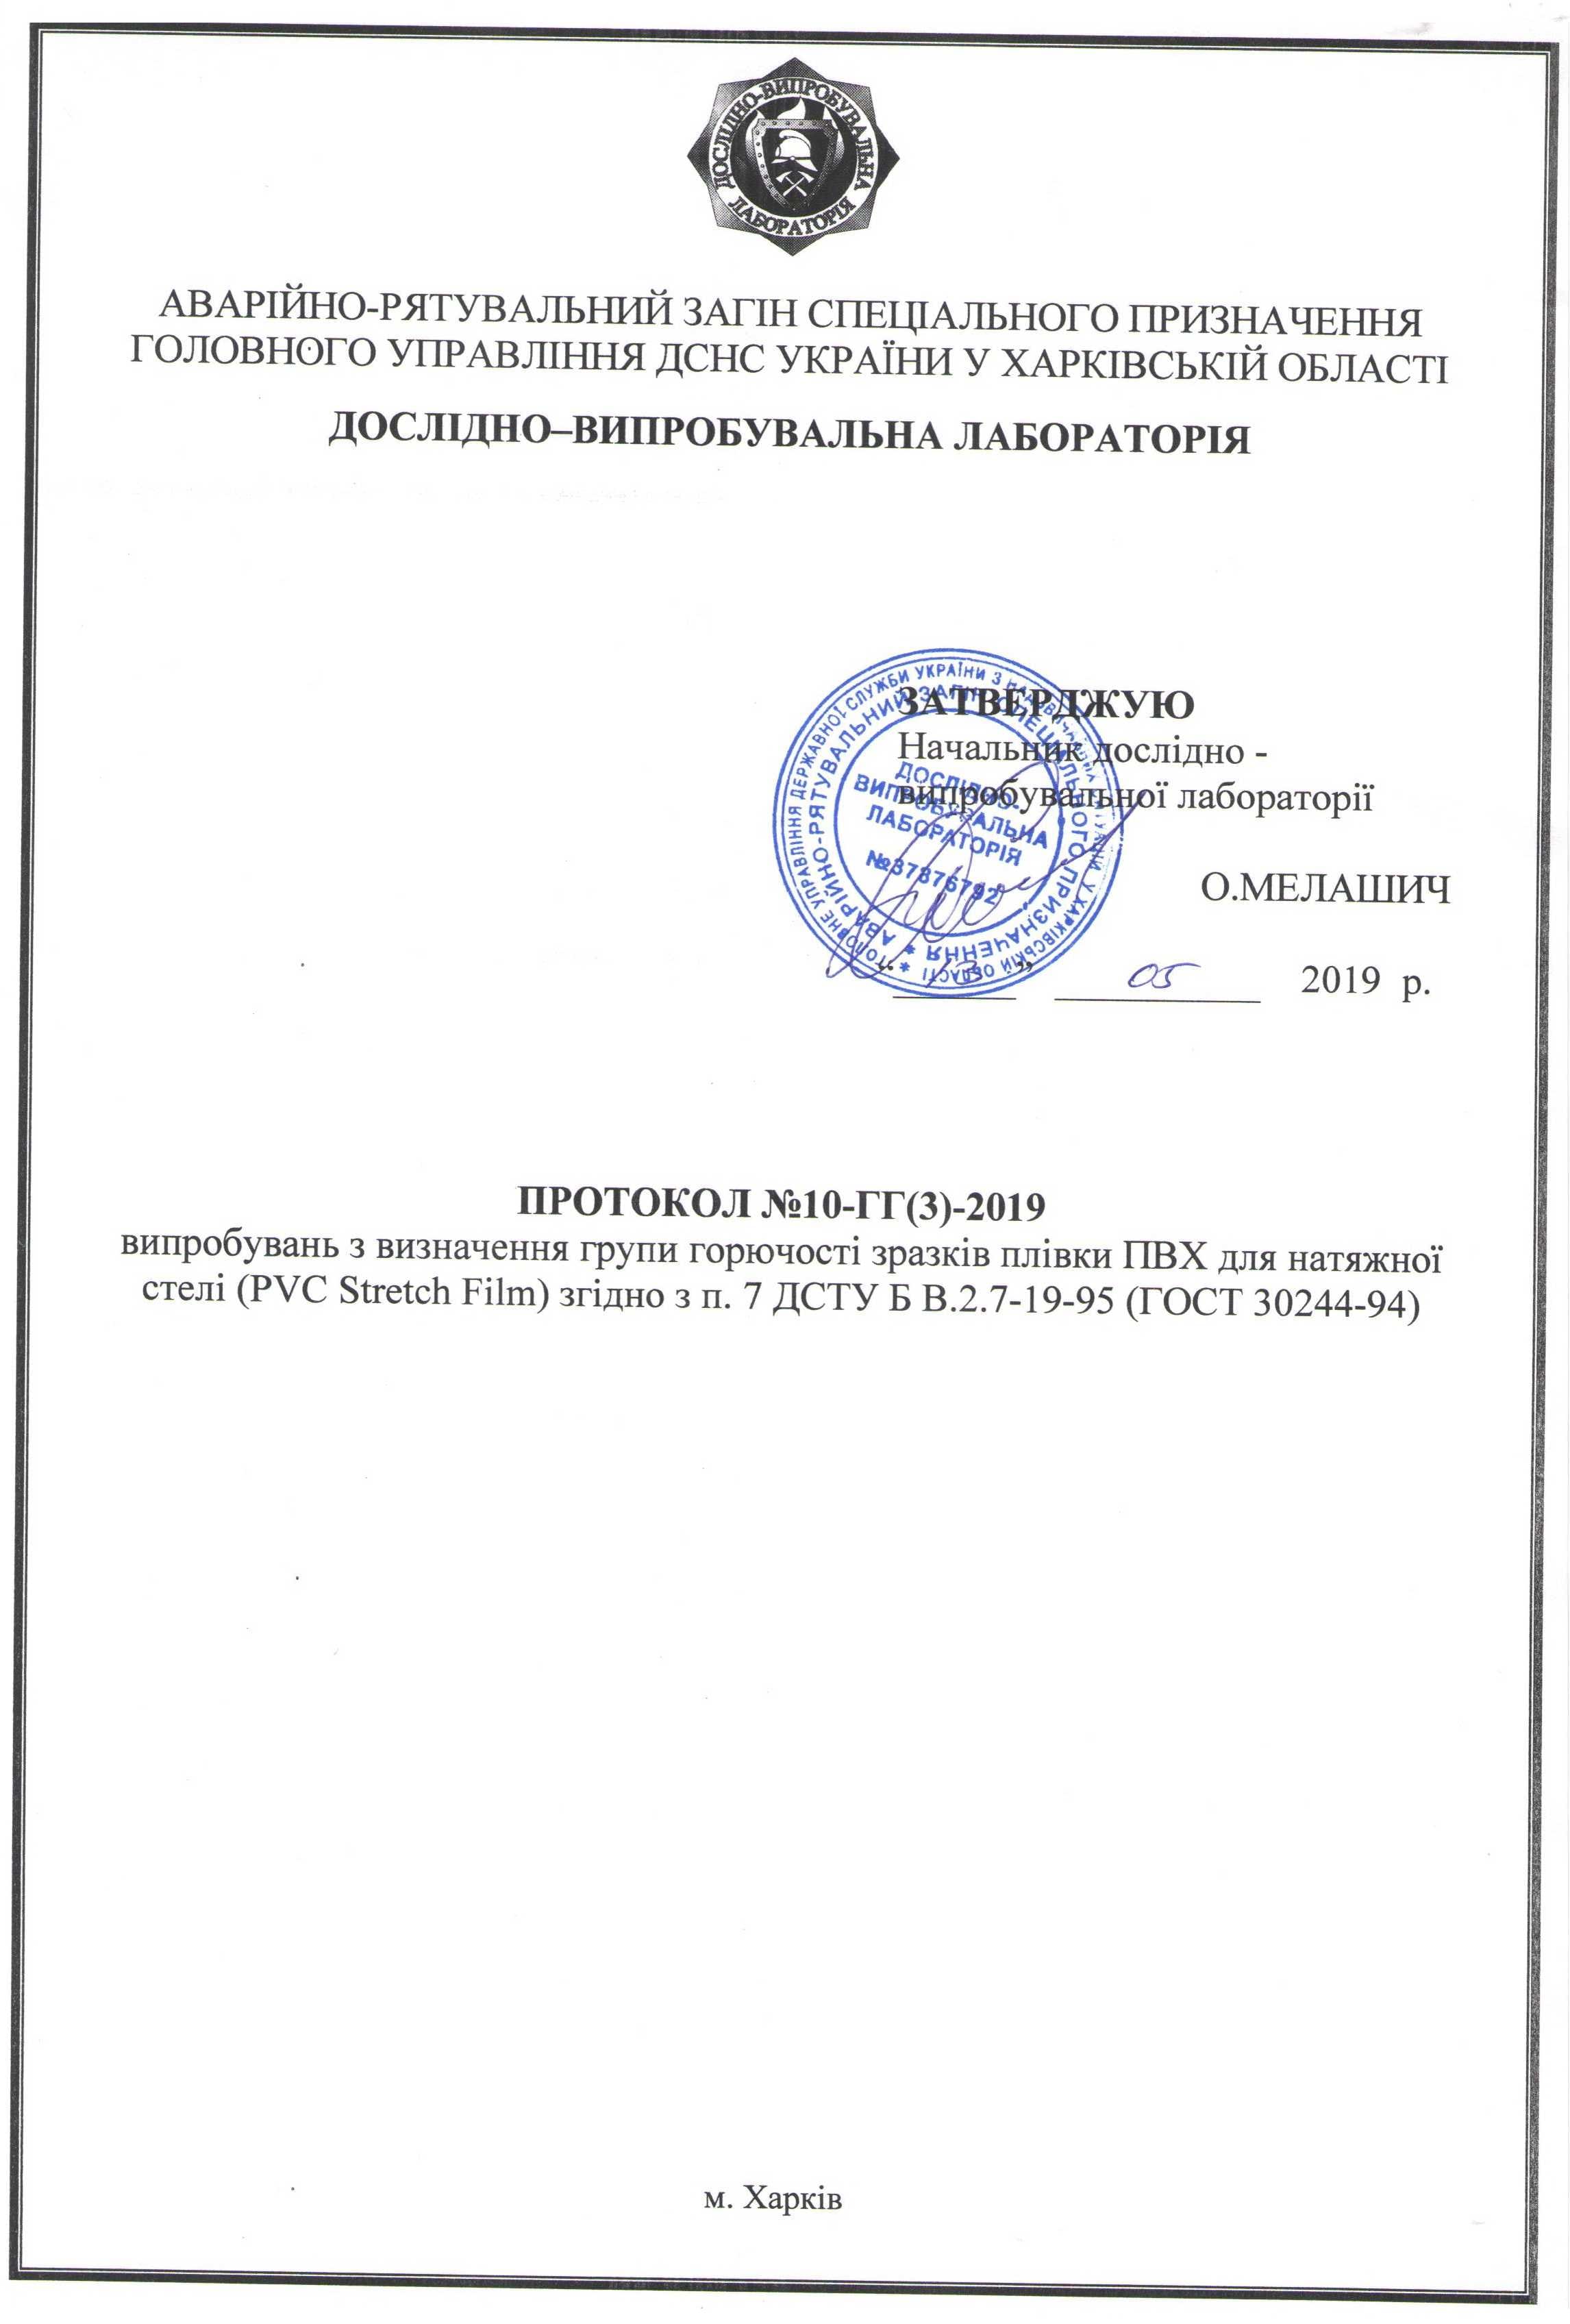 ДОСЛІДНО-ВИПРОБУВАЛЬНА
ЛАБОРАТОРІЯ
АВАРІЙНО-РЯТУВАЛЬНИЙ ЗАГІН СПЕЦІАЛЬНОГО ПРИЗНАЧЕННЯ
ГОЛОВНОГО УПРАВЛІННЯ ДСНС УКРАЇНИ У ХАРКІВСЬКІЙ ОБЛАСТІ
ДОСЛІДНО–ВИПРОБУВАЛЬНА ЛАБОРАТОРІЯ
ЗАТВЕРДЖУЮ
Начальник дослідно -
випробувальної лабораторії
О.МЕЛАШИЧ
“ 13 ” 05 2019 р.
ГОЛОВНЕ УПРАВЛІННЯ ДЕРЖАВНОЇ СЛУЖБИ УКРАЇНИ З НАДЗВИЧАЙНИХ СИТУАЦІЙ У ХАРКІВСЬКІЙ ОБЛАСТІ *
АВАРІЙНО-РЯТУВАЛЬНИЙ ЗАГІН СПЕЦІАЛЬНОГО ПРИЗНАЧЕННЯ *
ДОСЛІДНО-
ВИПРОБУВАЛЬНА
ЛАБОРАТОРІЯ
№37876792
ПРОТОКОЛ №10-ГГ(3)-2019
випробувань з визначення групи горючості зразків плівки ПВХ для натяжної
стелі (PVC Stretch Film) згідно з п. 7 ДСТУ Б В.2.7-19-95 (ГОСТ 30244-94)
м. Харків